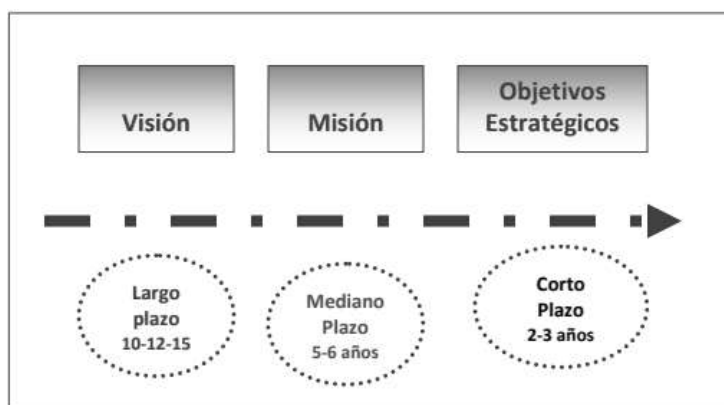 Visión
Misión
Objetivos
Estratégicos
Largo
plazo
10-12-15
Mediano
Plazo
5-6 años
Corto
Plazo
2-3 años